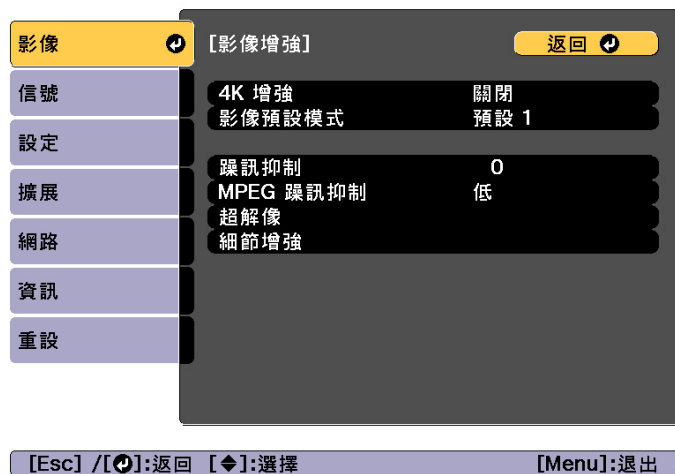 影像
信號
設定
擴展
網路
資訊
重設
[影像增強] 返回
4K 增強 關閉
影像預設模式 預設 1
躁訊抑制 0
MPEG 躁訊抑制 低
超解像
細節增強
[Esc] /[]:返回 []:選擇 [Menu]:退出